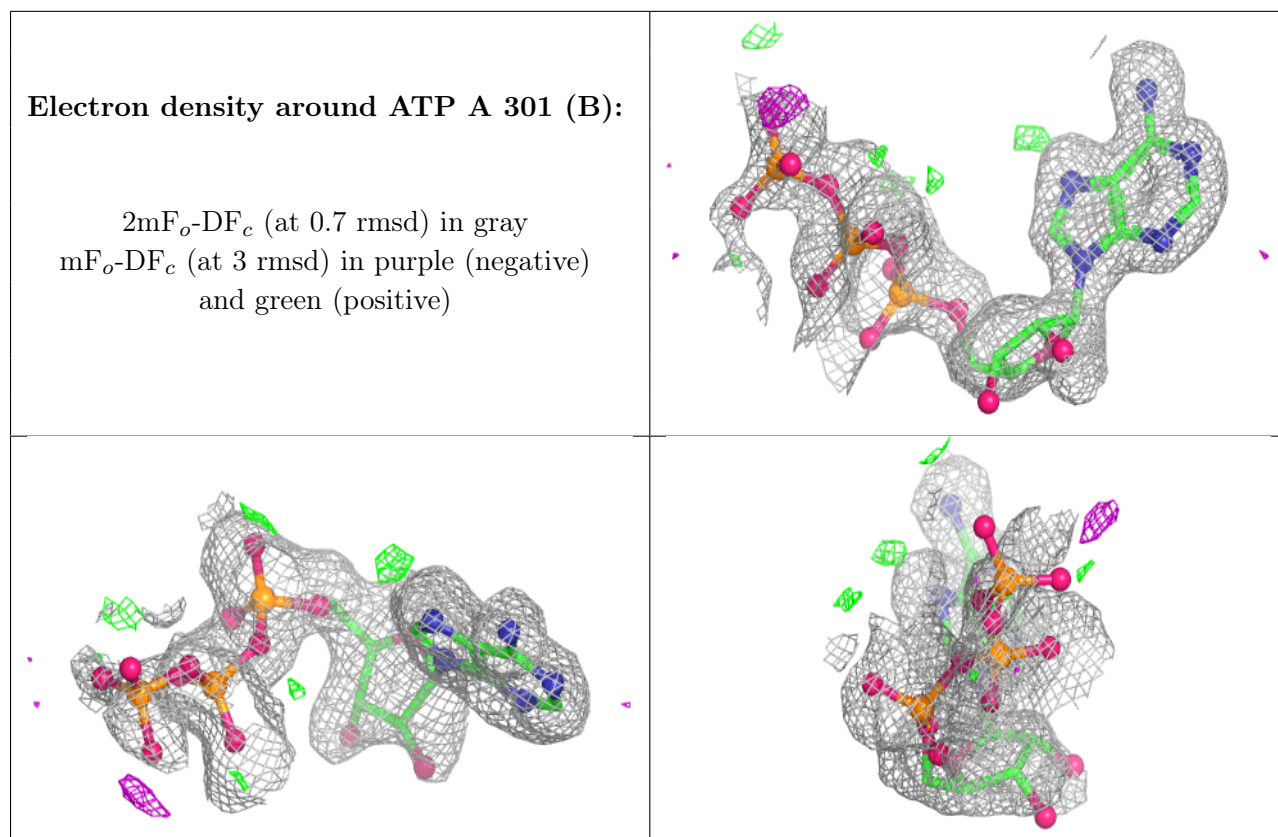 Electron density around ATP A 301 (B):
2mFₒ-DF𝒸 (at 0.7 rmsd) in gray
mFₒ-DF𝒸 (at 3 rmsd) in purple (negative)
and green (positive)